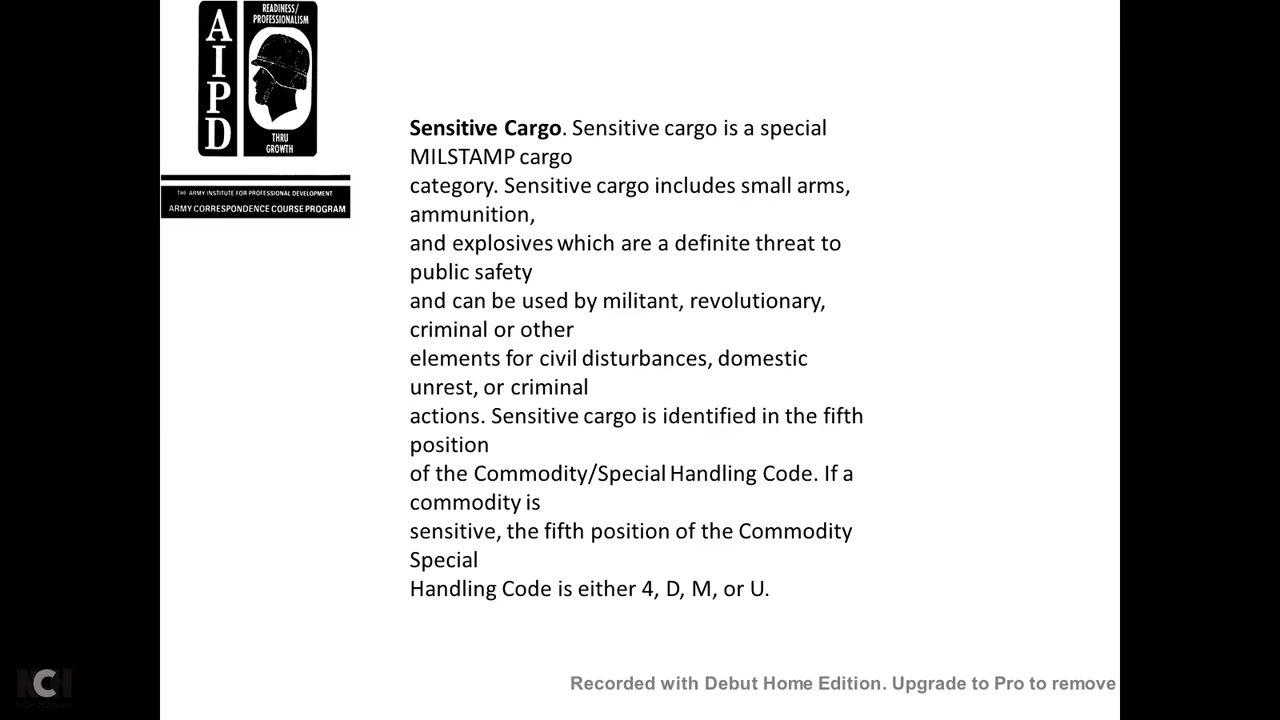 READINESS/
PROFESSIONALISM
AIPD
THRU
GROWTH
THE ARMY INSTITUTE FOR PROFESSIONAL DEVELOPMENT
ARMY CORRESPONDENCE COURSE PROGRAM
Sensitive Cargo. Sensitive cargo is a special
MILSTAMP cargo
category. Sensitive cargo includes small arms,
ammunition,
and explosives which are a definite threat to
public safety
and can be used by militant, revolutionary,
criminal or other
elements for civil disturbances, domestic
unrest, or criminal
actions. Sensitive cargo is identified in the fifth
position
of the Commodity/Special Handling Code. If a
commodity is
sensitive, the fifth position of the Commodity
Special
Handling Code is either 4, D, M, or U.
NCH
Recorded with Debut Home Edition. Upgrade to Pro to remove